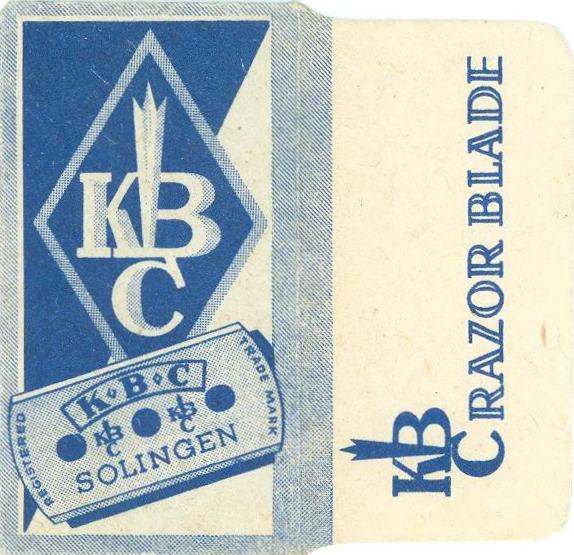 KB
C
K·B·C
KB
C
KB
C
REGISTERED
TRADE MARK
SOLINGEN
KB
C RAZOR BLADE